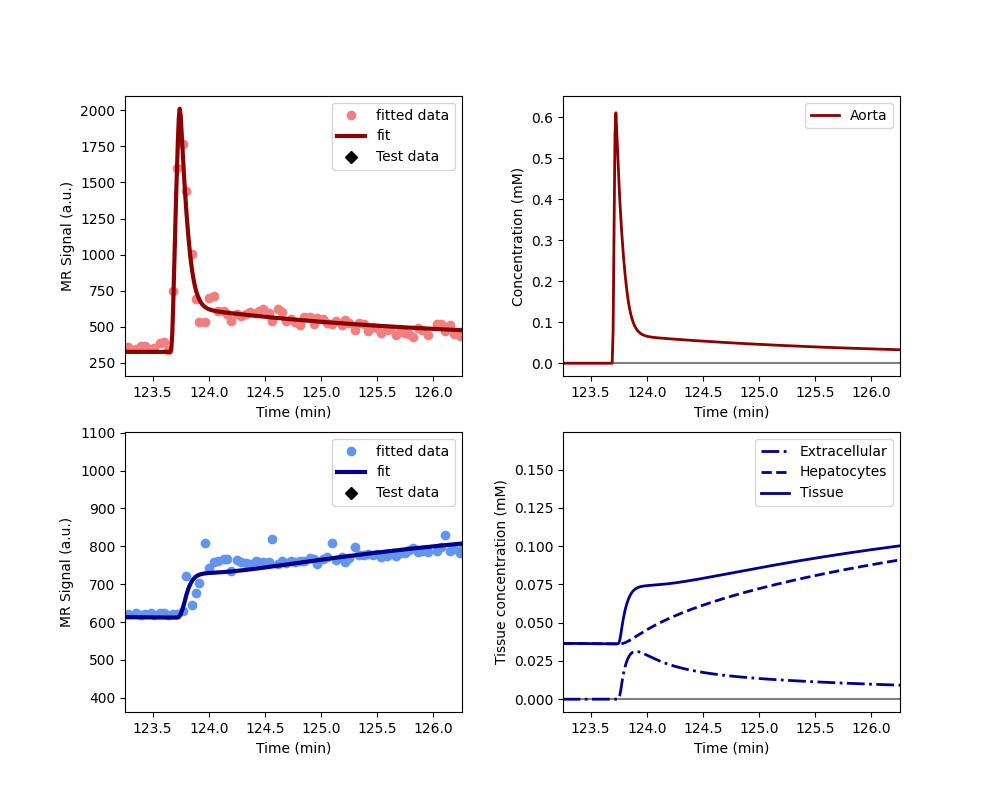 2000
1750
1500
1250
1000
750
500
250
MR Signal (a.u.)
fitted data
fit
Test data
123.5 124.0 124.5 125.0 125.5 126.0
Time (min)
0.6
0.5
0.4
0.3
0.2
0.1
0.0
Concentration (mM)
Aorta
123.5 124.0 124.5 125.0 125.5 126.0
Time (min)
1100
1000
900
800
700
600
500
400
MR Signal (a.u.)
fitted data
fit
Test data
123.5 124.0 124.5 125.0 125.5 126.0
Time (min)
0.150
0.125
0.100
0.075
0.050
0.025
0.000
Tissue concentration (mM)
Extracellular
Hepatocytes
Tissue
123.5 124.0 124.5 125.0 125.5 126.0
Time (min)